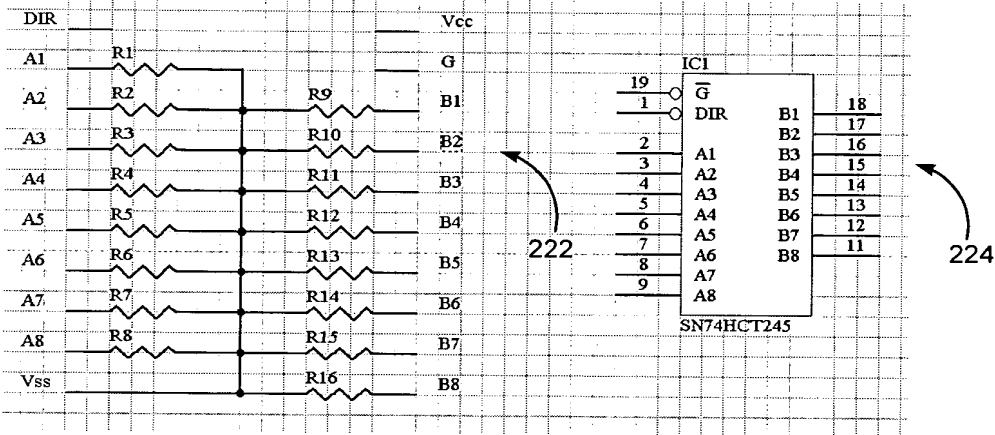 DIR Vcc
A1 R1 G
A2 R2 R9 B1
A3 R3 R10 B2
A4 R4 R11 B3
A5 R5 R12 B4
A6 R6 R13 B5
A7 R7 R14 B6
A8 R8 R15 B7
Vss R16 B8
222
IC1
19 G
1 DIR
B1 18
B2 17
2 A1 B3 16
3 A2 B4 15
4 A3 B5 14
5 A4 B6 13
6 A5 B7 12
7 A6 B8 11
8 A7
9 A8
SN74HCT245
224